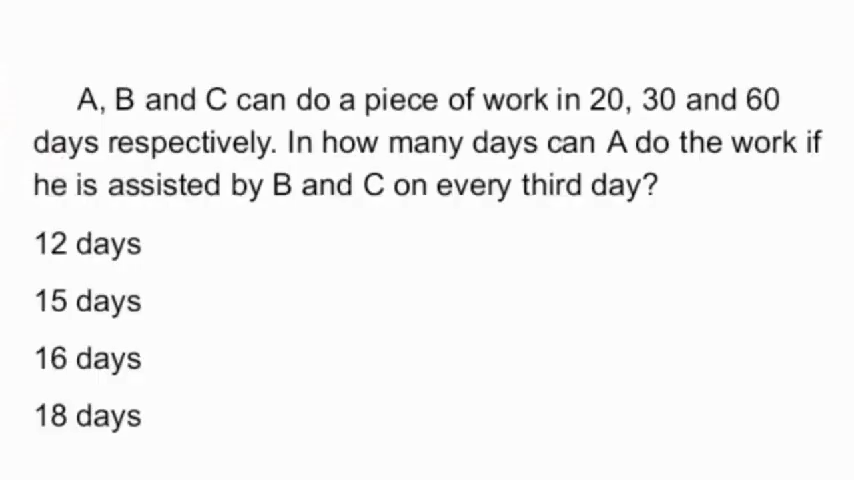 A, B and C can do a piece of work in 20, 30 and 60
days respectively. In how many days can A do the work if
he is assisted by B and C on every third day?
12 days
15 days
16 days
18 days